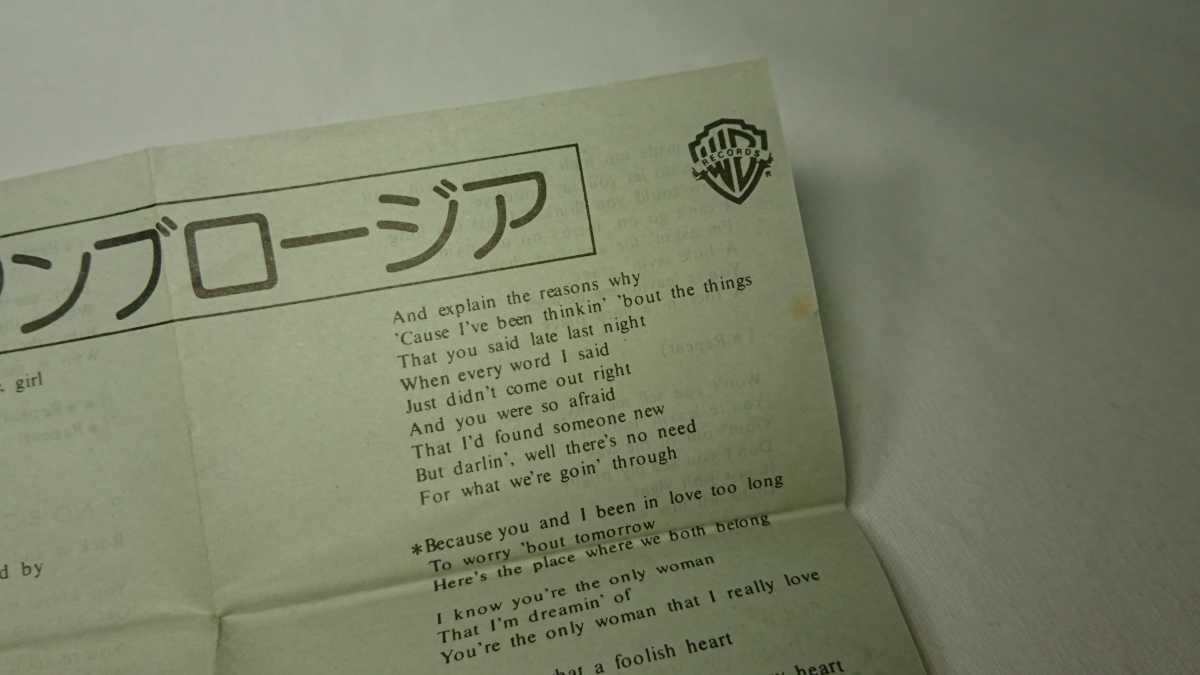 ンブロージア
RECORDS
girl
d by
And explain the reasons why
'Cause I've been thinkin' 'bout the things
That you said late last night
When every word I said
Just didn't come out right
And you were so afraid
That I'd found someone new
But darlin', well there's no need
For what we're goin' through
*Because you and I been in love too long
To worry 'bout tomorrow
Here's the place where we both belong
I know you're the only woman
That I'm dreamin' of
You're the only woman that I really love
a foolish heart
heart